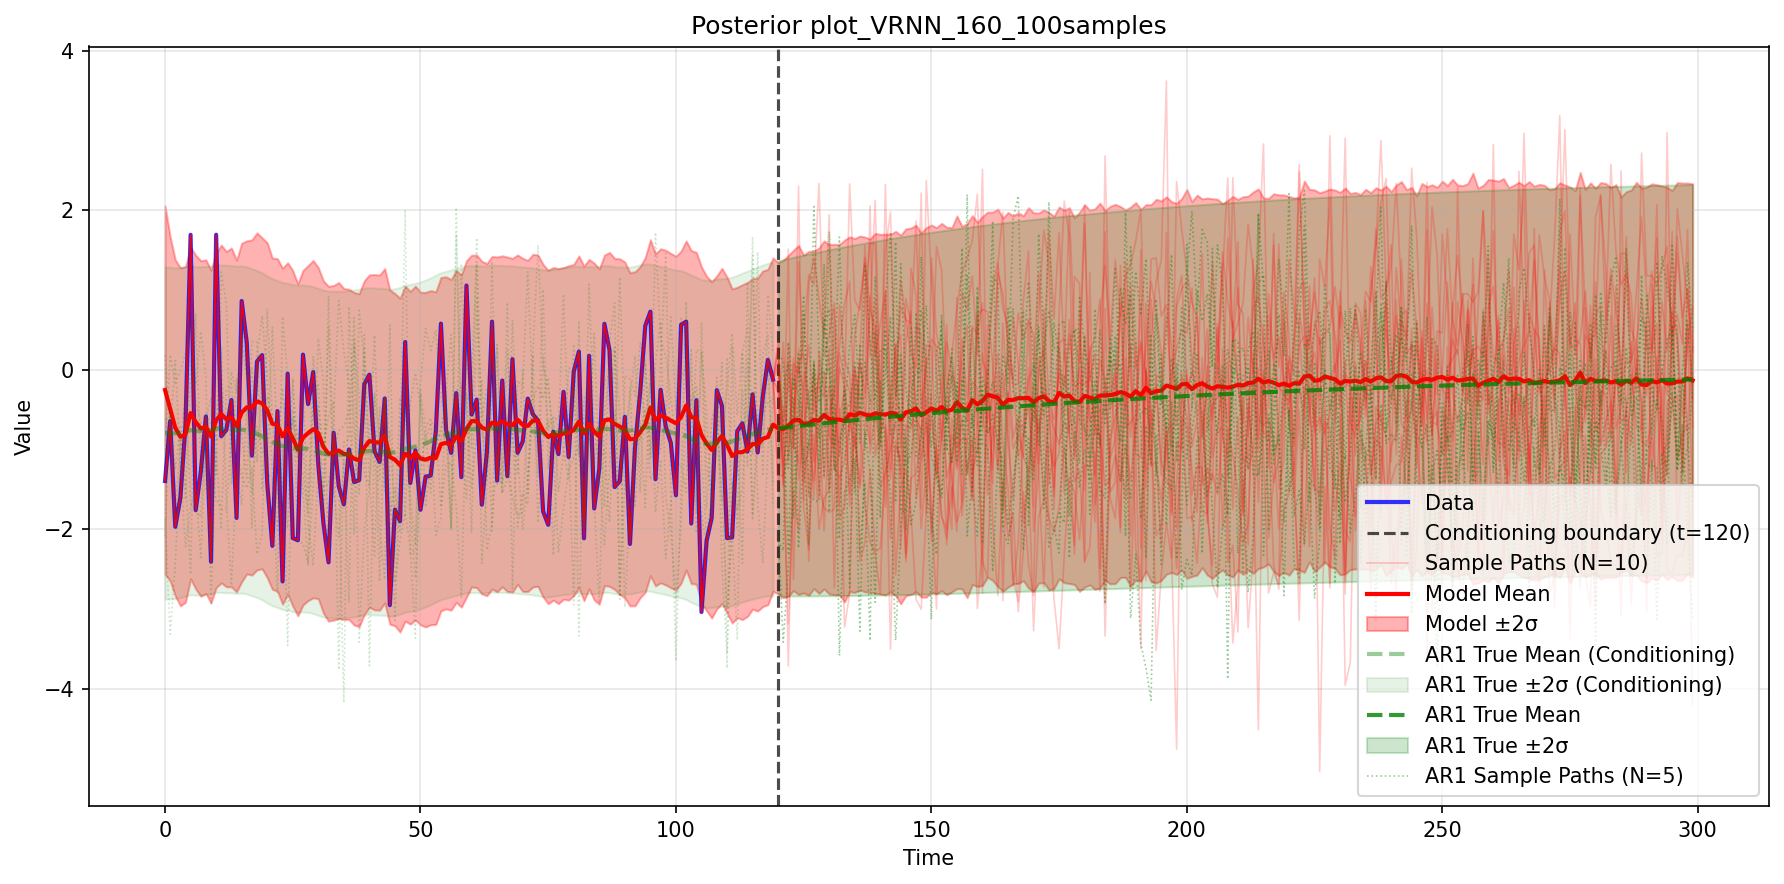 Posterior plot_VRNN_160_100samples
Value
4
2
0
−2
−4
0
50
100
150
200
250
300
Time
Data
Conditioning boundary (t=120)
Sample Paths (N=10)
Model Mean
Model ±2σ
AR1 True Mean (Conditioning)
AR1 True ±2σ (Conditioning)
AR1 True Mean
AR1 True ±2σ
AR1 Sample Paths (N=5)